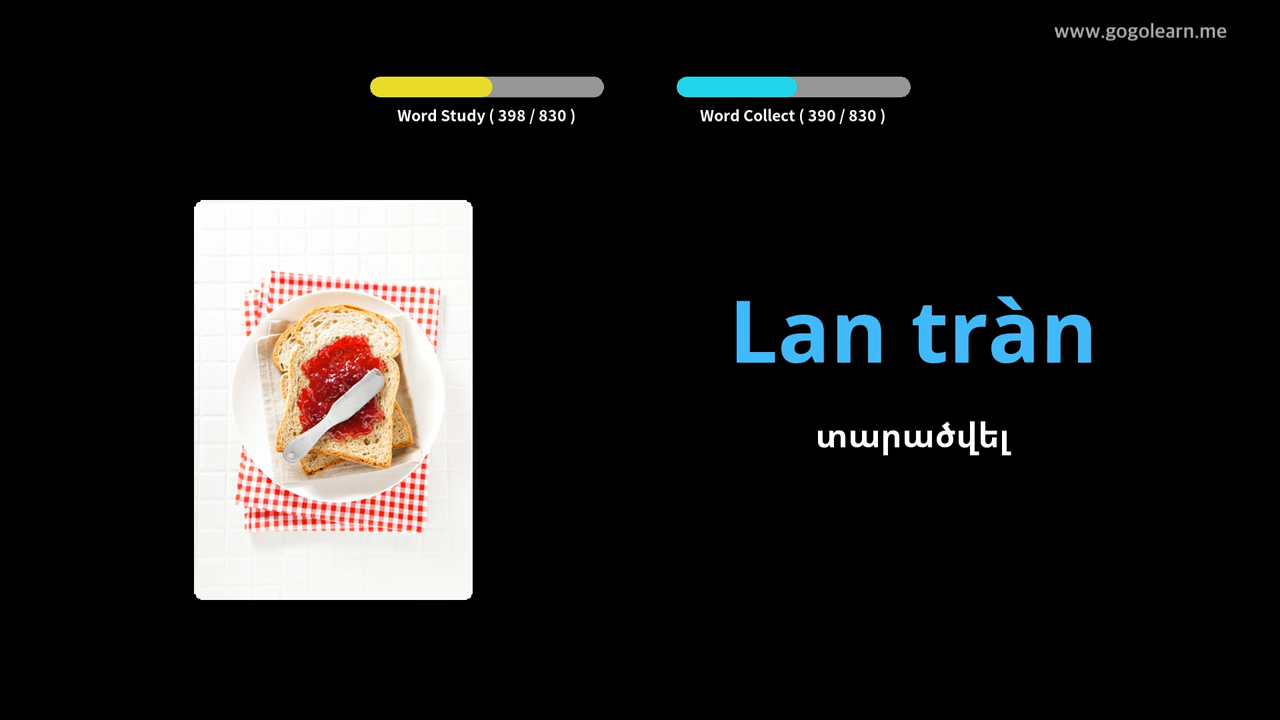 www.gogolearn.me
Word Study ( 398 / 830 )
Word Collect ( 390 / 830 )
Lan tràn
տարածվել